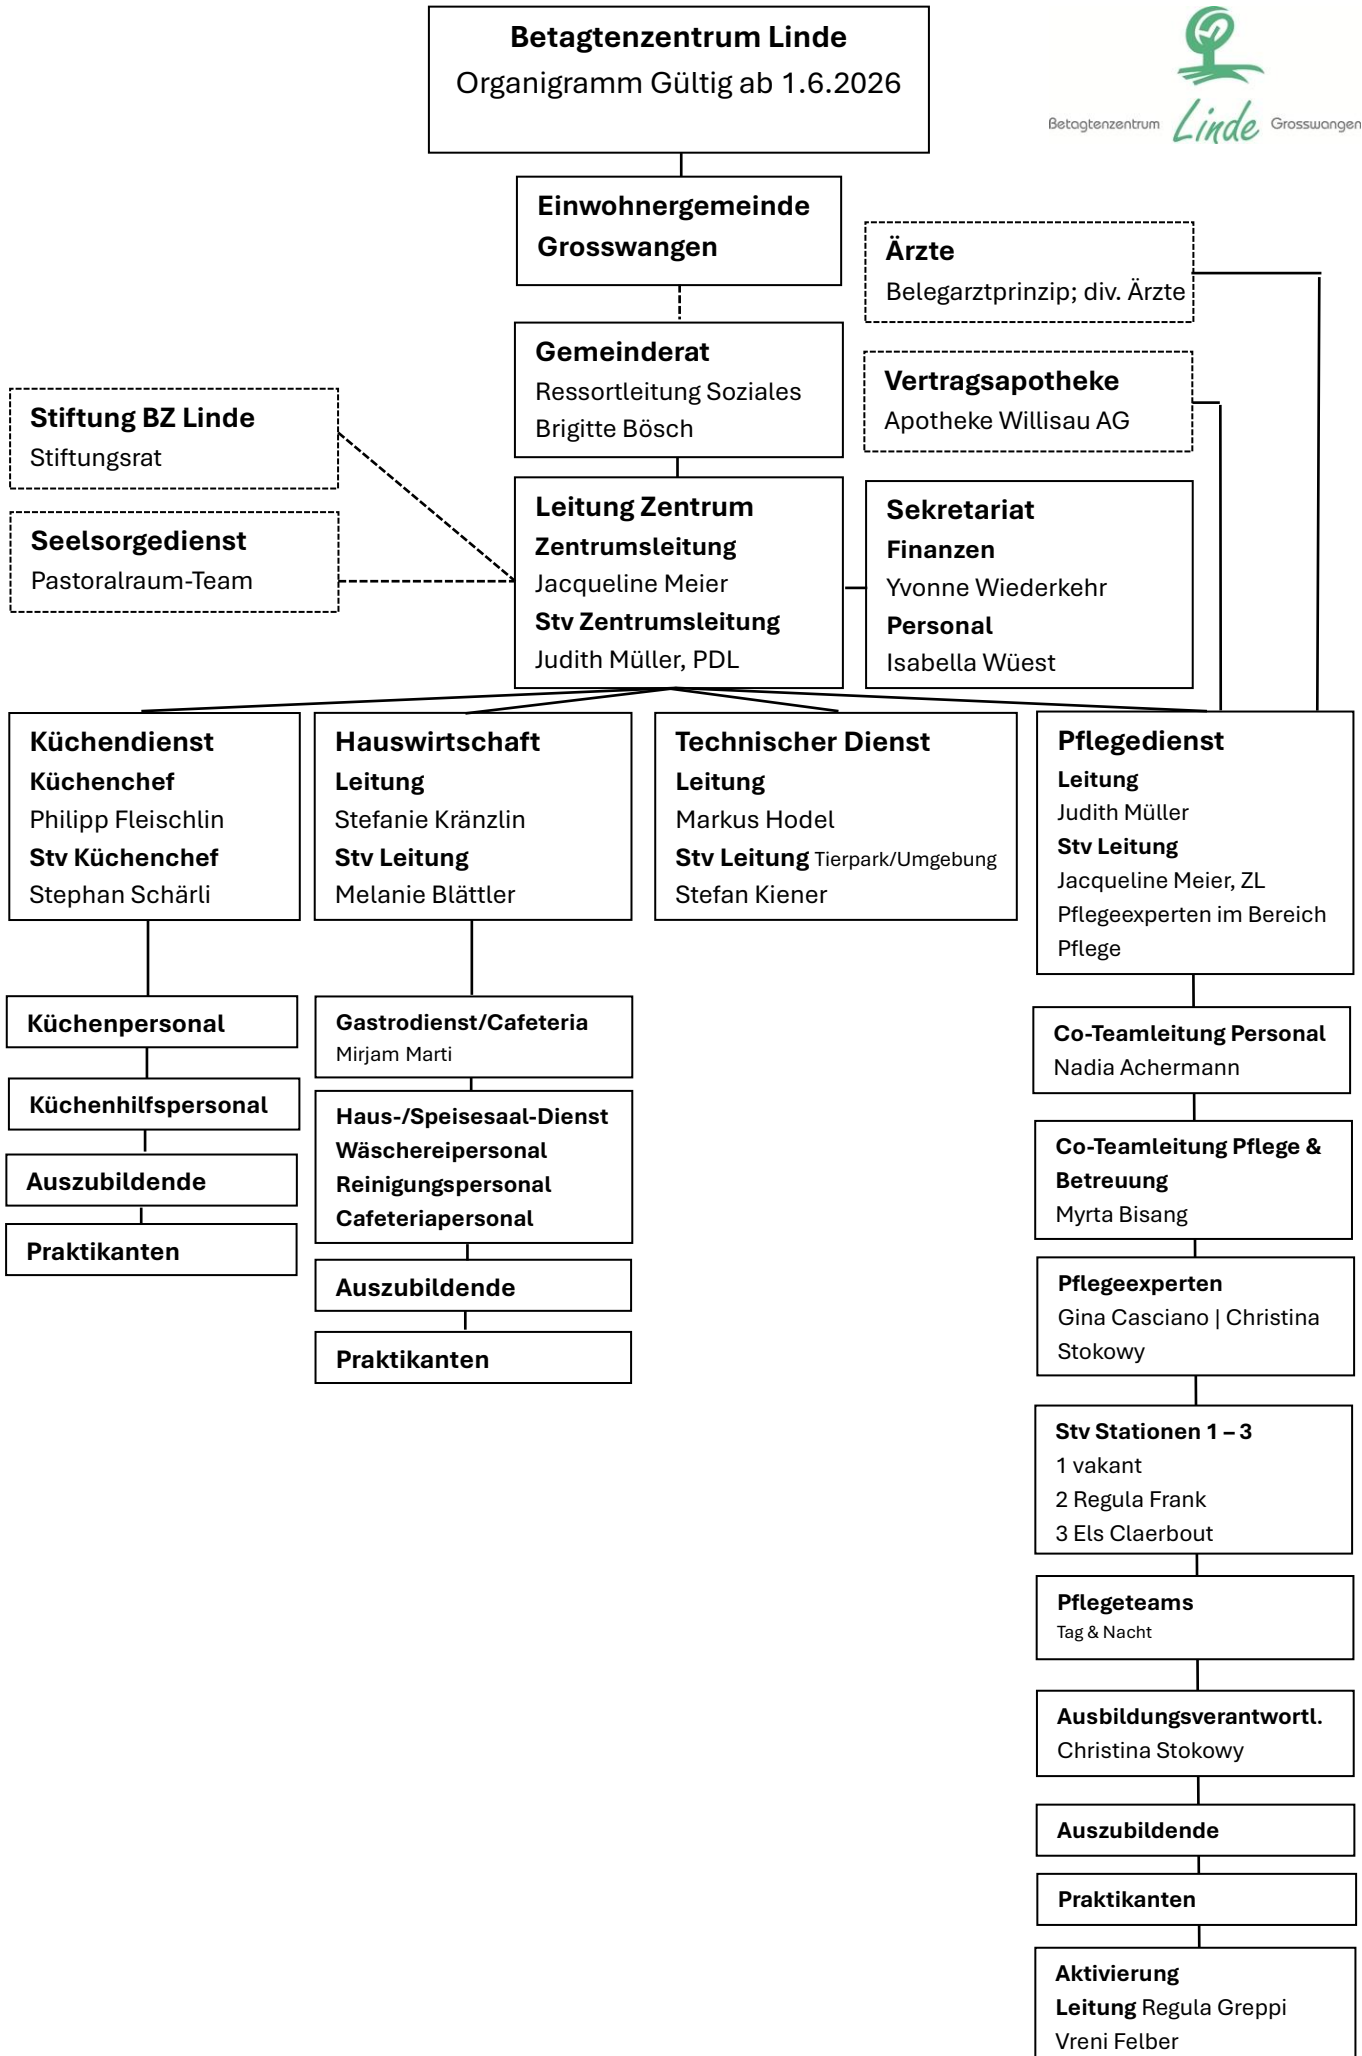 Betagtenzentrum Linde
Organigramm Gültig ab 1.6.2026
Betagtenzentrum Linde Grosswangen
Einwohnergemeinde
Grosswangen
Ärzte
Belegarztprinzip; div. Ärzte
Gemeinderat
Ressortleitung Soziales
Brigitte Bösch
Vertragsapotheke
Apotheke Willisau AG
Stiftung BZ Linde
Stiftungsrat
Seelsorgedienst
Pastoralraum-Team
Leitung Zentrum
Zentrumsleitung
Jacqueline Meier
Stv Zentrumsleitung
Judith Müller, PDL
Sekretariat
Finanzen
Yvonne Wiederkehr
Personal
Isabella Wüest
Küchendienst
Küchenchef
Philipp Fleischlin
Stv Küchenchef
Stephan Schärli
Hauswirtschaft
Leitung
Stefanie Kränzlin
Stv Leitung
Melanie Blättler
Technischer Dienst
Leitung
Markus Hodel
Stv Leitung Tierpark/Umgebung
Stefan Kiener
Pflegedienst
Leitung
Judith Müller
Stv Leitung
Jacqueline Meier, ZL
Pflegeexperten im Bereich
Pflege
Küchenpersonal
Küchenhilfspersonal
Auszubildende
Praktikanten
Gastrodienst/Cafeteria
Mirjam Marti
Haus-/Speisesaal-Dienst
Wäschereipersonal
Reinigungspersonal
Cafeteriapersonal
Auszubildende
Praktikanten
Co-Teamleitung Personal
Nadia Achermann
Co-Teamleitung Pflege &
Betreuung
Myrta Bisang
Pflegeexperten
Gina Casciano | Christina
Stokowy
Stv Stationen 1 – 3
1 vakant
2 Regula Frank
3 Els Claerbout
Pflegeteams
Tag & Nacht
Ausbildungsverantwortl.
Christina Stokowy
Auszubildende
Praktikanten
Aktivierung
Leitung Regula Greppi
Vreni Felber